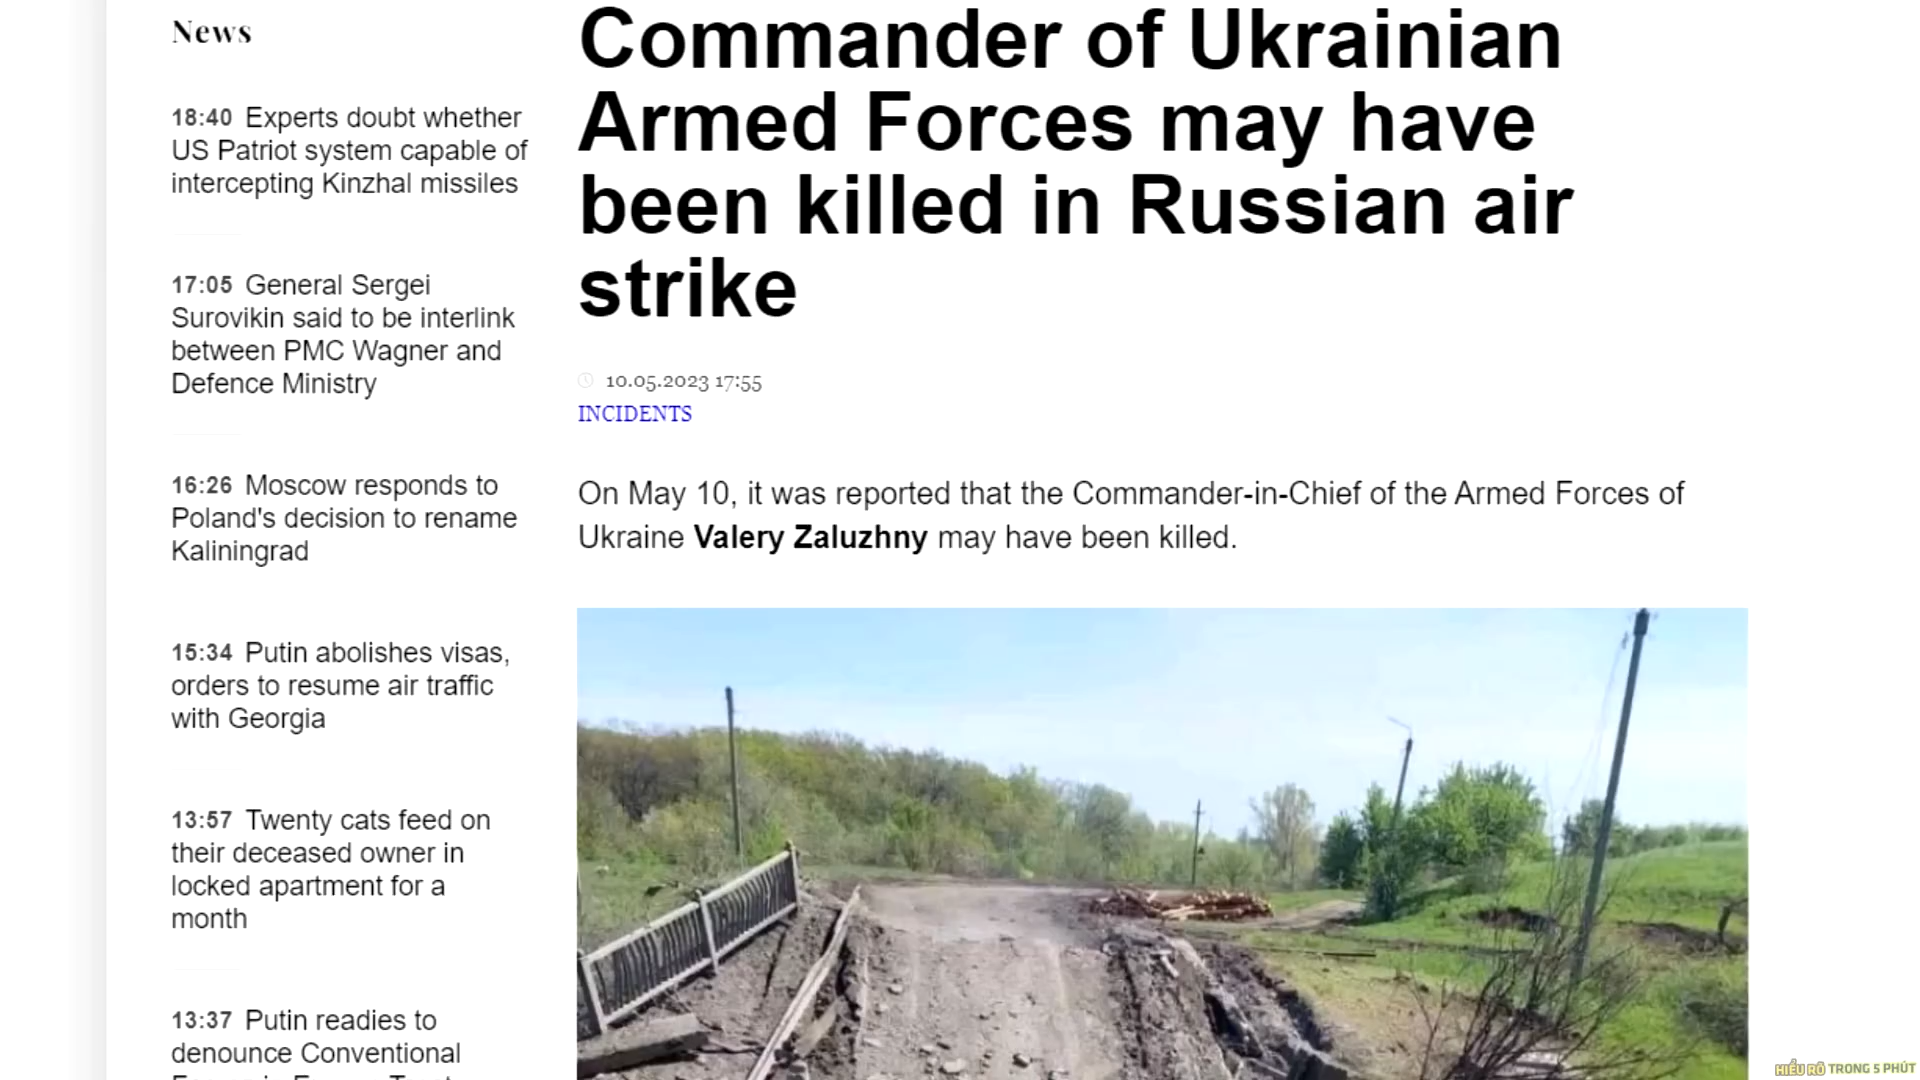 News
18:40 Experts doubt whether
US Patriot system capable of
intercepting Kinzhal missiles
17:05 General Sergei
Surovikin said to be interlink
between PMC Wagner and
Defence Ministry
16:26 Moscow responds to
Poland's decision to rename
Kaliningrad
15:34 Putin abolishes visas,
orders to resume air traffic
with Georgia
13:57 Twenty cats feed on
their deceased owner in
locked apartment for a
month
13:37 Putin readies to
denounce Conventional
Commander of Ukrainian
Armed Forces may have
been killed in Russian air
strike
10.05.2023 17:55
INCIDENTS
On May 10, it was reported that the Commander-in-Chief of the Armed Forces of
Ukraine Valery Zaluzhny may have been killed.
HIỂU RÕ TRONG 5 PHÚT